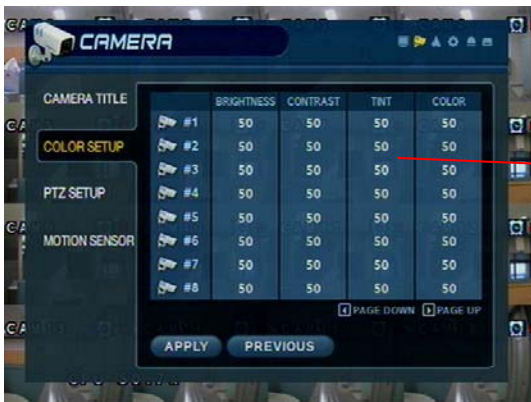 CAMERA
CAMERA TITLE
COLOR SETUP
PTZ SETUP
MOTION SENSOR
BRIGHTNESS CONTRAST TINT COLOR
#1 50 50 50 50
#2 50 50 50 50
#3 50 50 50 50
#4 50 50 50 50
#5 50 50 50 50
#6 50 50 50 50
#7 50 50 50 50
#8 50 50 50 50
PAGE DOWN PAGE UP
APPLY PREVIOUS